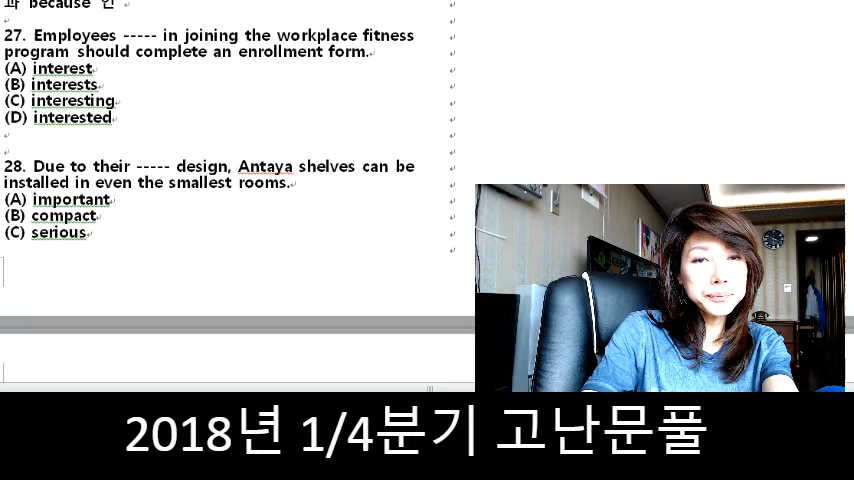 과 because 인
27. Employees ----- in joining the workplace fitness
program should complete an enrollment form.
(A) interest
(B) interests
(C) interesting
(D) interested
28. Due to their ----- design, Antaya shelves can be
installed in even the smallest rooms.
(A) important
(B) compact
(C) serious
2018년 1/4분기 고난문풀